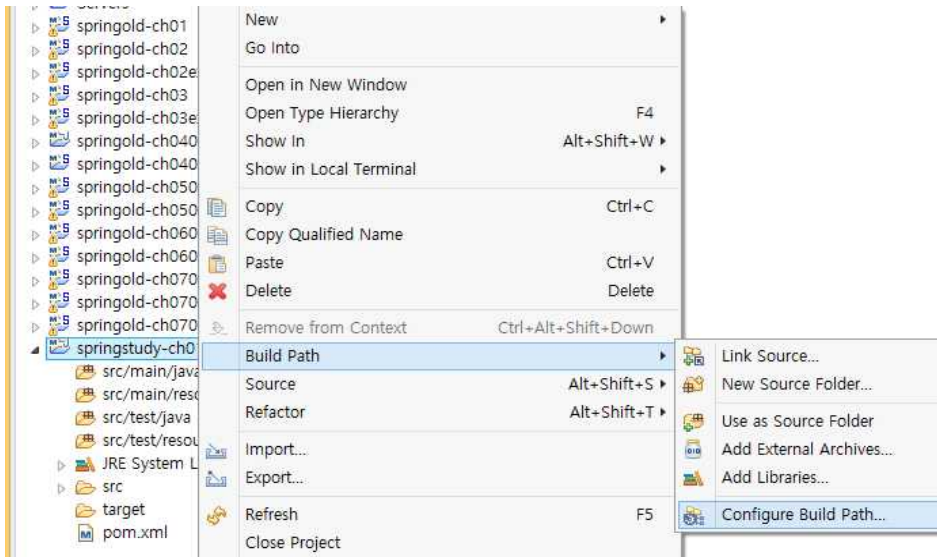 Servers
springold-ch01
springold-ch02
springold-ch02e
springold-ch03
springold-ch03e
springold-ch040
springold-ch040
springold-ch050
springold-ch050
springold-ch060
springold-ch060
springold-ch070
springold-ch070
springold-ch070
springstudy-ch0
src/main/java
src/main/reso
src/test/java
src/test/resou
JRE System L
src
target
pom.xml
New
Go Into
Open in New Window
Open Type Hierarchy F4
Show In Alt+Shift+W
Show in Local Terminal
Copy Ctrl+C
Copy Qualified Name
Paste Ctrl+V
Delete Delete
Remove from Context Ctrl+Alt+Shift+Down
Build Path
Source Alt+Shift+S
Refactor Alt+Shift+T
Import...
Export...
Refresh F5
Close Project
Link Source...
New Source Folder...
Use as Source Folder
Add External Archives...
Add Libraries...
Configure Build Path...